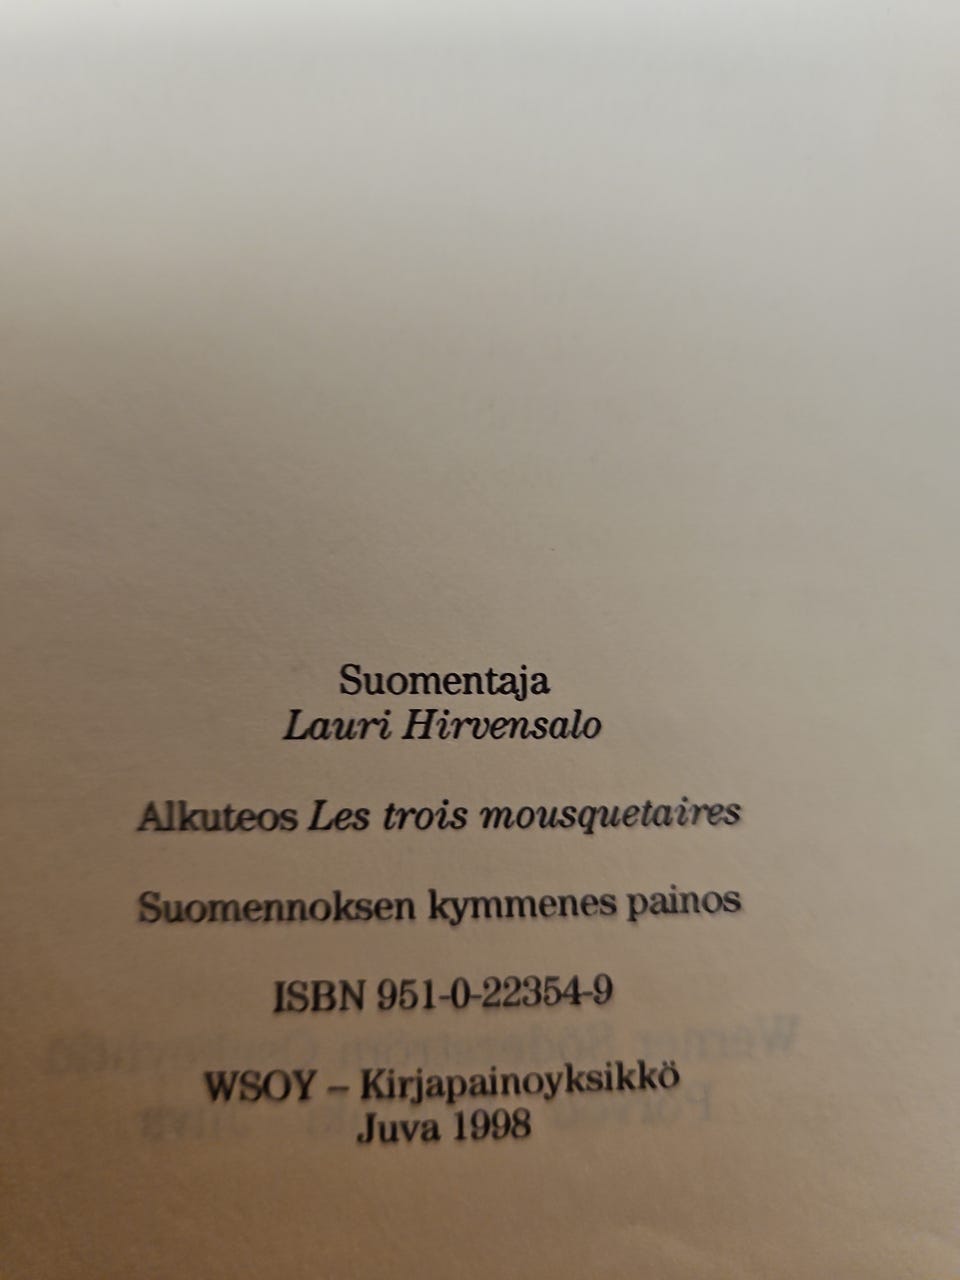 Suomentaja
Lauri Hirvensalo
Alkuteos Les trois mousquetaires
Suomennoksen kymmenes painos
ISBN 951-0-22354-9
WSOY – Kirjapainoyksikkö
Juva 1998